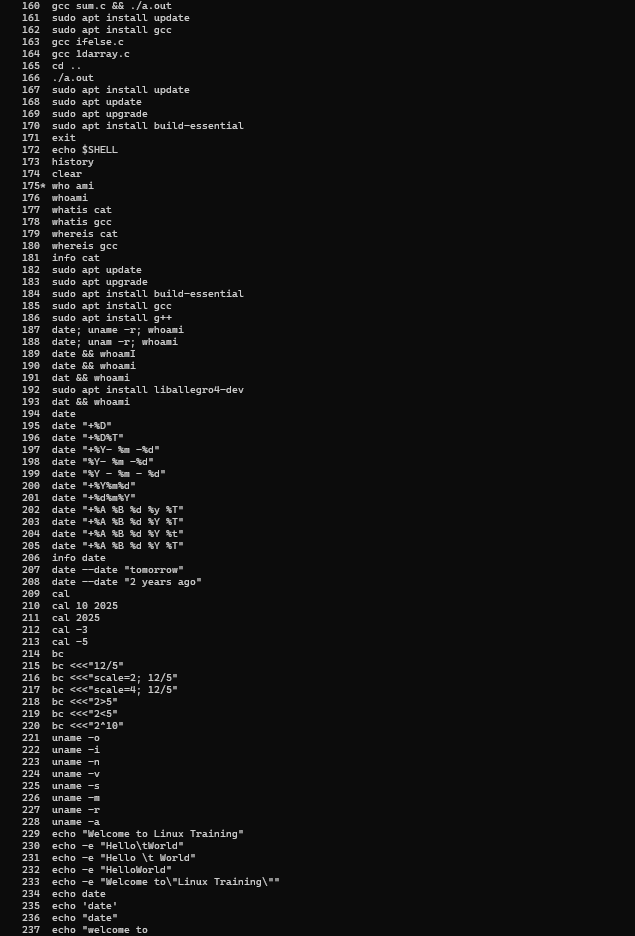 160 gcc sum.c && ./a.out
161 sudo apt install update
162 sudo apt install gcc
163 gcc ifelse.c
164 gcc 1darray.c
165 cd ..
166 ./a.out
167 sudo apt install update
168 sudo apt update
169 sudo apt upgrade
170 sudo apt install build-essential
171 exit
172 echo $SHELL
173 history
174 clear
175* who ami
176 whoami
177 whatis cat
178 whatis gcc
179 whereis cat
180 whereis gcc
181 info cat
182 sudo apt update
183 sudo apt upgrade
184 sudo apt install build-essential
185 sudo apt install gcc
186 sudo apt install g++
187 date; uname -r; whoami
188 date; unam -r; whoami
189 date && whoamI
190 date && whoami
191 dat && whoami
192 sudo apt install liballegro4-dev
193 dat && whoami
194 date
195 date "+%D"
196 date "+%D%T"
197 date "+%Y- %m -%d"
198 date "%Y- %m -%d"
199 date "%Y - %m - %d"
200 date "+%Y%m%d"
201 date "+%d%m%Y"
202 date "+%A %B %d %y %T"
203 date "+%A %B %d %Y %T"
204 date "+%A %B %d %Y %t"
205 date "+%A %B %d %Y %T"
206 info date
207 date --date "tomorrow"
208 date --date "2 years ago"
209 cal
210 cal 10 2025
211 cal 2025
212 cal -3
213 cal -5
214 bc
215 bc <<<"12/5"
216 bc <<<"scale=2; 12/5"
217 bc <<<"scale=4; 12/5"
218 bc <<<"2>5"
219 bc <<<"2<5"
220 bc <<<"2^10"
221 uname -o
222 uname -i
223 uname -n
224 uname -v
225 uname -s
226 uname -m
227 uname -r
228 uname -a
229 echo "Welcome to Linux Training"
230 echo -e "Hello\tWorld"
231 echo -e "Hello \t World"
232 echo -e "HelloWorld"
233 echo -e "Welcome to\"Linux Training\""
234 echo date
235 echo 'date'
236 echo "date"
237 echo "welcome to